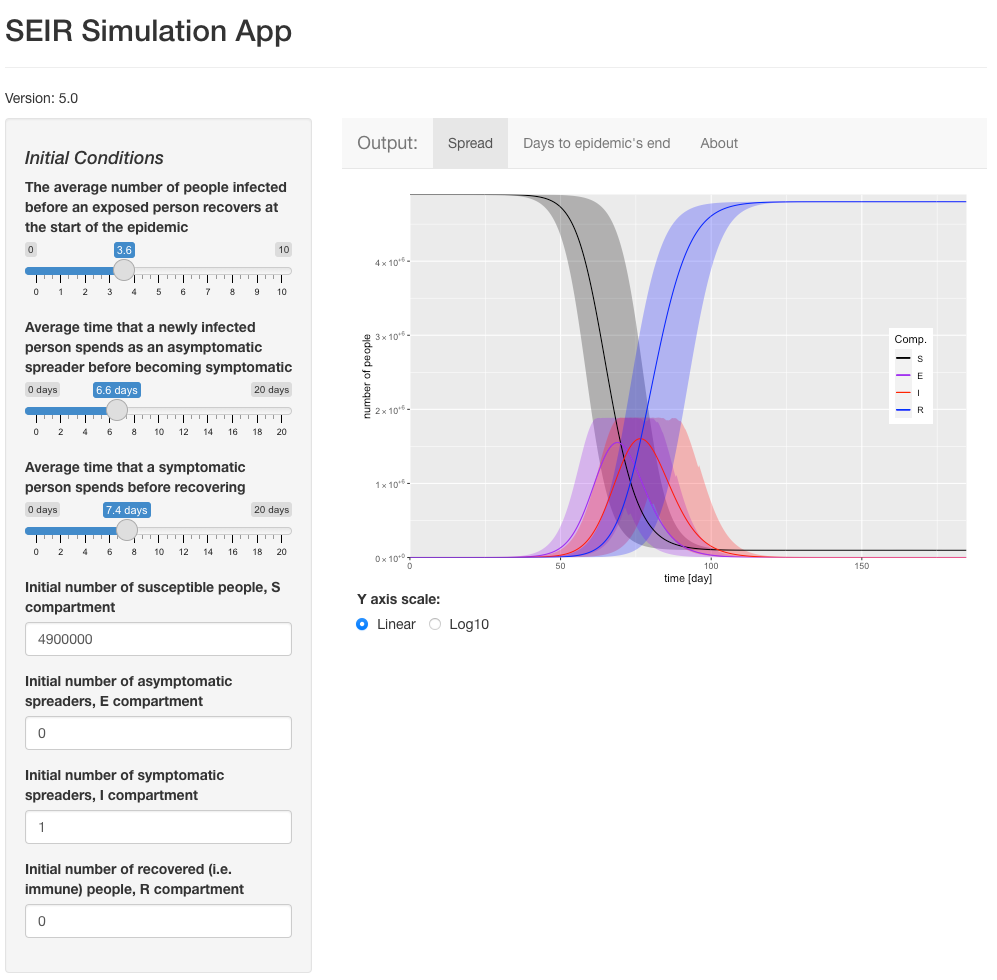 SEIR Simulation App
Version: 5.0
Initial Conditions
The average number of people infected
before an exposed person recovers at
the start of the epidemic
0 3.6 10
0 1 2 3 4 5 6 7 8 9 10
Average time that a newly infected
person spends as an asymptomatic
spreader before becoming symptomatic
0 days 6.6 days 20 days
0 2 4 6 8 10 12 14 16 18 20
Average time that a symptomatic
person spends before recovering
0 days 7.4 days 20 days
0 2 4 6 8 10 12 14 16 18 20
Initial number of susceptible people, S
compartment
4900000
Initial number of asymptomatic
spreaders, E compartment
0
Initial number of symptomatic
spreaders, I compartment
1
Initial number of recovered (i.e.
immune) people, R compartment
0
Output: Spread Days to epidemic's end About
number of people
4 × 10⁺⁶
3 × 10⁺⁶
2 × 10⁺⁶
1 × 10⁺⁶
0 × 10⁺⁰
0 50 100 150
time [day]
Comp.
S
E
I
R
Y axis scale:
Linear Log10